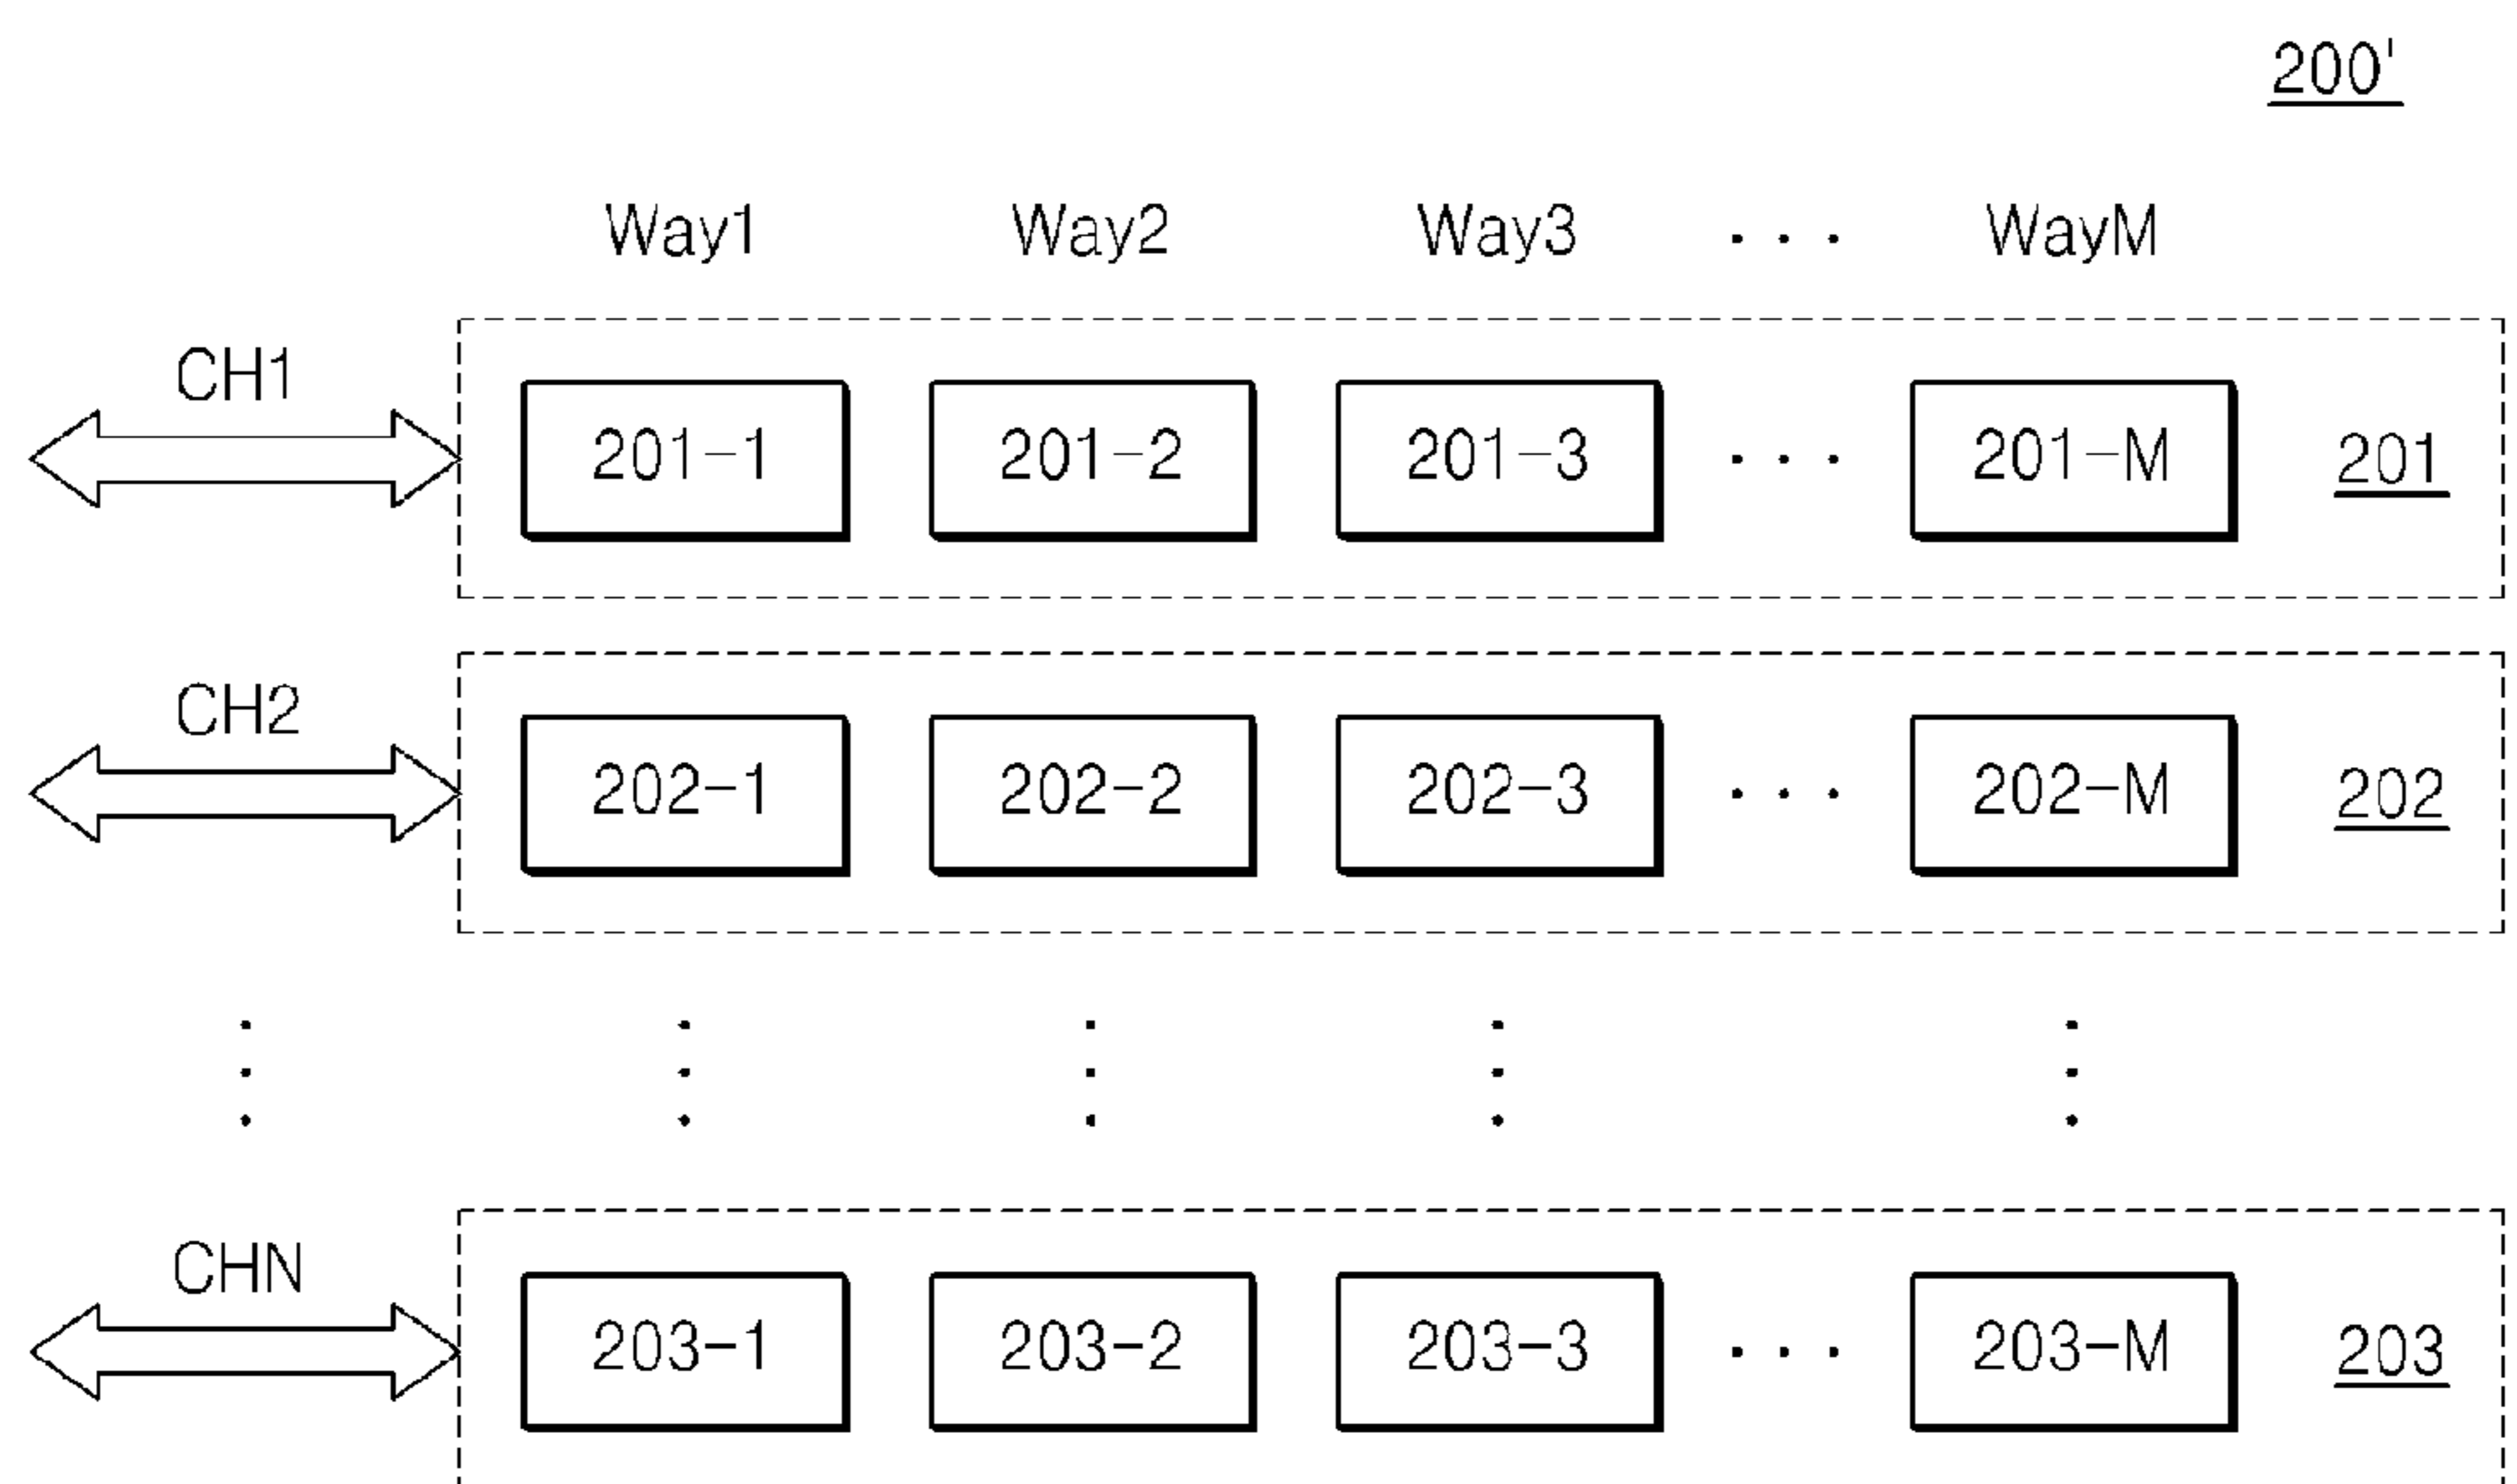 200'
Way1 Way2 Way3 · · · WayM
CH1
201-1 201-2 201-3 · · · 201-M 201
CH2
202-1 202-2 202-3 · · · 202-M 202
CHN
203-1 203-2 203-3 · · · 203-M 203